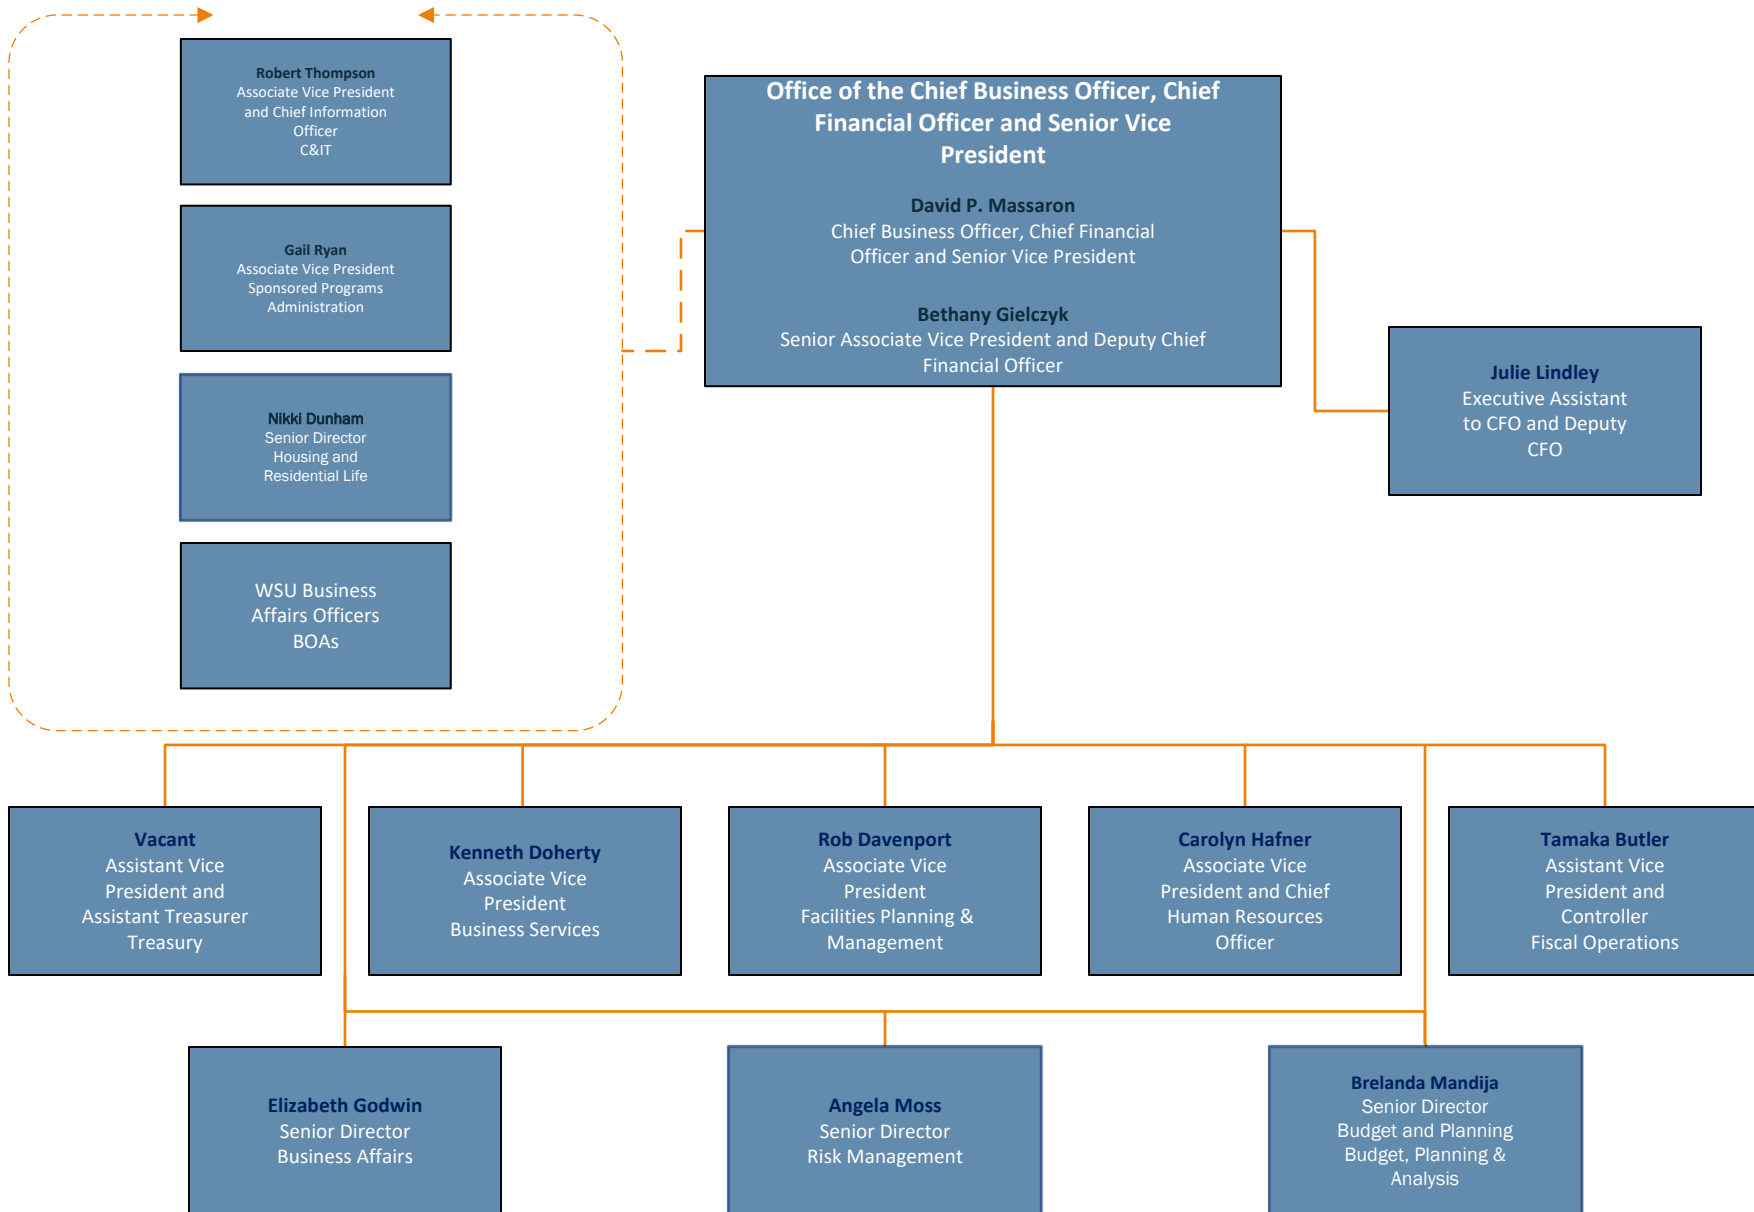 Robert Thompson
Associate Vice President
and Chief Information
Officer
C&IT
Gail Ryan
Associate Vice President
Sponsored Programs
Administration
Nikki Dunham
Senior Director
Housing and
Residential Life
WSU Business
Affairs Officers
BOAs
Office of the Chief Business Officer, Chief
Financial Officer and Senior Vice
President
David P. Massaron
Chief Business Officer, Chief Financial
Officer and Senior Vice President
Bethany Gielczyk
Senior Associate Vice President and Deputy Chief
Financial Officer
Julie Lindley
Executive Assistant
to CFO and Deputy
CFO
Vacant
Assistant Vice
President and
Assistant Treasurer
Treasury
Kenneth Doherty
Associate Vice
President
Business Services
Rob Davenport
Associate Vice
President
Facilities Planning &
Management
Carolyn Hafner
Associate Vice
President and Chief
Human Resources
Officer
Tamaka Butler
Assistant Vice
President and
Controller
Fiscal Operations
Elizabeth Godwin
Senior Director
Business Affairs
Angela Moss
Senior Director
Risk Management
Brelanda Mandija
Senior Director
Budget and Planning
Budget, Planning &
Analysis